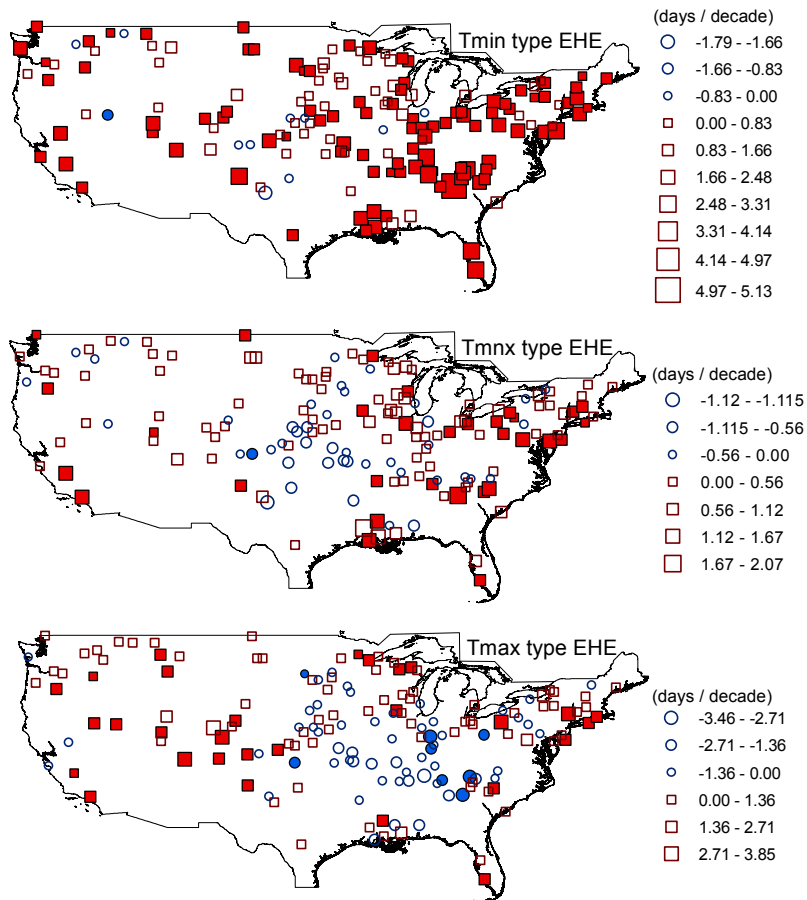 (days / decade)
Tmin type EHE
-1.79 - -1.66
-1.66 - -0.83
-0.83 - 0.00
0.00 - 0.83
0.83 - 1.66
1.66 - 2.48
2.48 - 3.31
3.31 - 4.14
4.14 - 4.97
4.97 - 5.13
Tmnx type EHE
(days / decade)
-1.12 - -1.115
-1.115 - -0.56
-0.56 - 0.00
0.00 - 0.56
0.56 - 1.12
1.12 - 1.67
1.67 - 2.07
Tmax type EHE
(days / decade)
-3.46 - -2.71
-2.71 - -1.36
-1.36 - 0.00
0.00 - 1.36
1.36 - 2.71
2.71 - 3.85